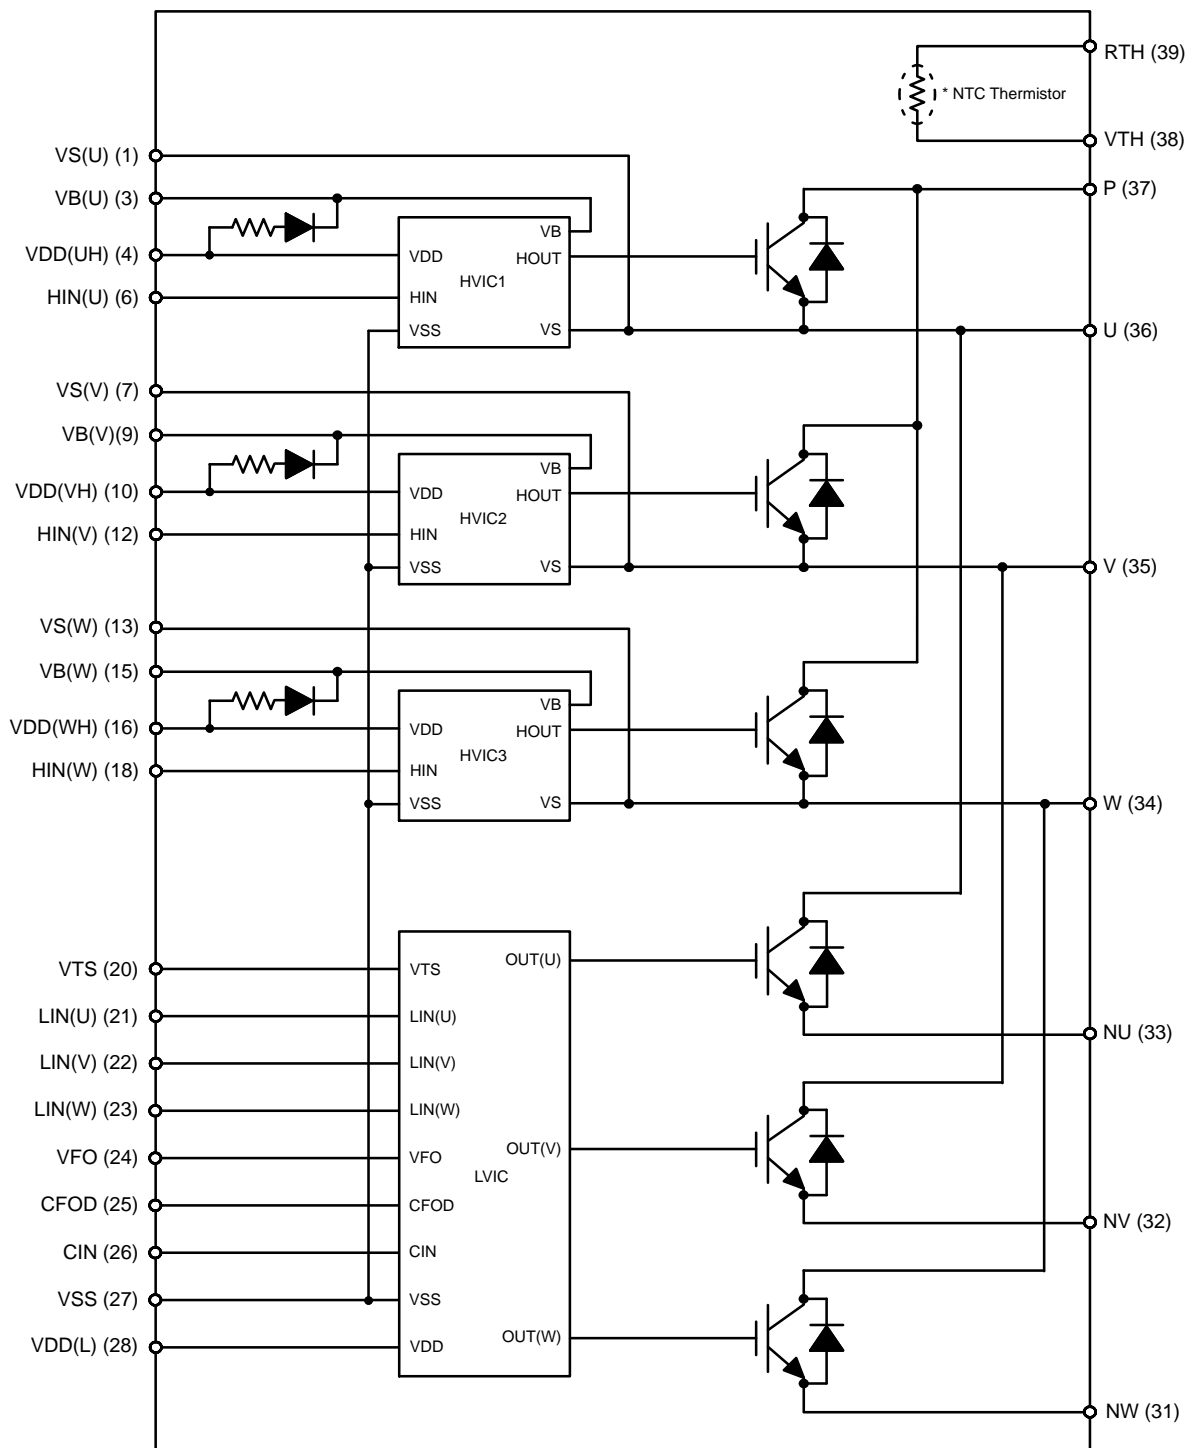 RTH (39)
* NTC Thermistor
VTH (38)
VS(U) (1)
P (37)
VB(U) (3)
VB
VDD(UH) (4)
VDD
HOUT
HVIC1
HIN(U) (6)
HIN
VSS
VS
U (36)
VS(V) (7)
VB(V)(9)
VB
VDD(VH) (10)
VDD
HOUT
HVIC2
HIN(V) (12)
HIN
VSS
VS
V (35)
VS(W) (13)
VB(W) (15)
VB
VDD(WH) (16)
VDD
HOUT
HVIC3
HIN(W) (18)
HIN
VSS
VS
W (34)
OUT(U)
VTS (20)
VTS
LIN(U) (21)
LIN(U)
NU (33)
LIN(V) (22)
LIN(V)
LIN(W) (23)
LIN(W)
OUT(V)
VFO (24)
VFO
LVIC
CFOD (25)
CFOD
NV (32)
CIN (26)
CIN
VSS (27)
VSS
OUT(W)
VDD(L) (28)
VDD
NW (31)